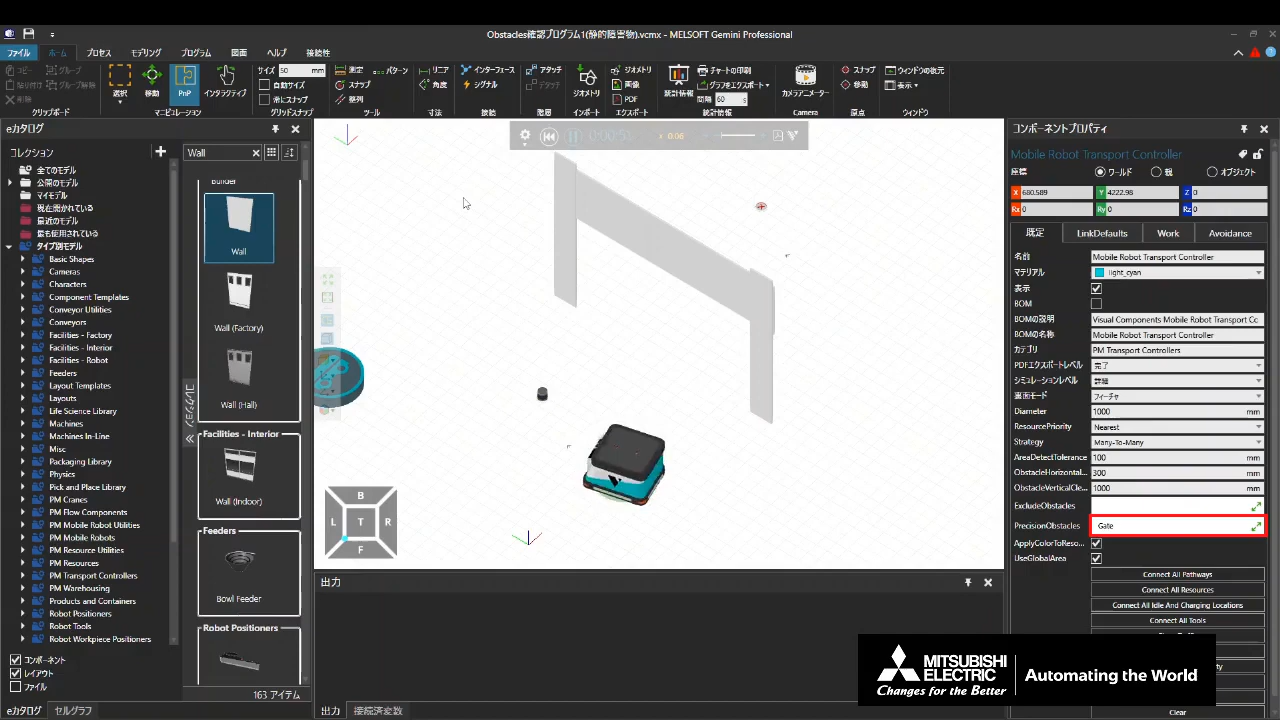 Obstacles確認プログラム1(静的障害物).vcmx — MELSOFT Gemini Professional
ファイル ホーム プロセス モデリング プログラム 図面 ヘルプ 接続性
コピー グループ
貼り付け グループ解除
削除
クリップボード
選択 移動 PnP インタラクティブ
マニピュレーション
サイズ 50 mm
自動サイズ
常にスナップ
グリッドスナップ
測定 パターン
スナップ
整列
ツール
リニア
角度
寸法
インターフェース
シグナル
接続
アタッチ
デタッチ
階層
ジオメトリ
インポート
ジオメトリ
画像
PDF
エクスポート
統計情報
チャートの印刷
グラフをエクスポート
間隔 60 s
統計情報
カメラアニメーター
Camera
スナップ
移動
原点
ウィンドウの復元
表示
ウィンドウ
eカタログ
コレクション
全てのモデル
公開のモデル
マイモデル
現在開かれている
最近のモデル
最も使用されている
タイプ別モデル
Basic Shapes
Cameras
Characters
Component Templates
Conveyor Utilities
Conveyors
Facilities - Factory
Facilities - Interior
Facilities - Robot
Feeders
Layout Templates
Layouts
Life Science Library
Machines
Machines In-Line
Misc
Packaging Library
Physics
Pick and Place Library
PM Cranes
PM Flow Components
PM Mobile Robot Utilities
PM Mobile Robots
PM Resource Utilities
PM Resources
PM Transport Controllers
PM Warehousing
Products and Containers
Robot Positioners
Robot Tools
Robot Workpiece Positioners
コンポーネント
レイアウト
ファイル
eカタログ セルグラフ
Wall
Builder
Wall
Wall (Factory)
Wall (Hall)
Facilities - Interior
Wall (Indoor)
Feeders
Bowl Feeder
Robot Positioners
163 アイテム
コレクション
0:00:51 x 0.06
B
L T R
F
出力
出力 接続済変数
コンポーネントプロパティ
Mobile Robot Transport Controller
座標 ワールド 親 オブジェクト
X 680.589 Y 4222.98 Z 0
Rx 0 Ry 0 Rz 0
既定 LinkDefaults Work Avoidance
名前 Mobile Robot Transport Controller
マテリアル light_cyan
表示
BOM
BOMの説明 Visual Components Mobile Robot Transport Cc
BOMの名称 Mobile Robot Transport Controller
カテゴリ PM Transport Controllers
PDFエクスポートレベル 完了
シミュレーションレベル 詳細
裏面モード フィーチャ
Diameter 1000 mm
ResourcePriority Nearest
Strategy Many-To-Many
AreaDetectTolerance 100 mm
ObstacleHorizontal... 300 mm
ObstacleVerticalCle... 1000 mm
ExcludeObstacles
PrecisionObstacles Gate
ApplyColorToReso...
UseGlobalArea
Connect All Pathways
Connect All Resources
Connect All Idle And Charging Locations
Connect All Tools
Clear
MITSUBISHI
ELECTRIC
Changes for the Better
Automating the World